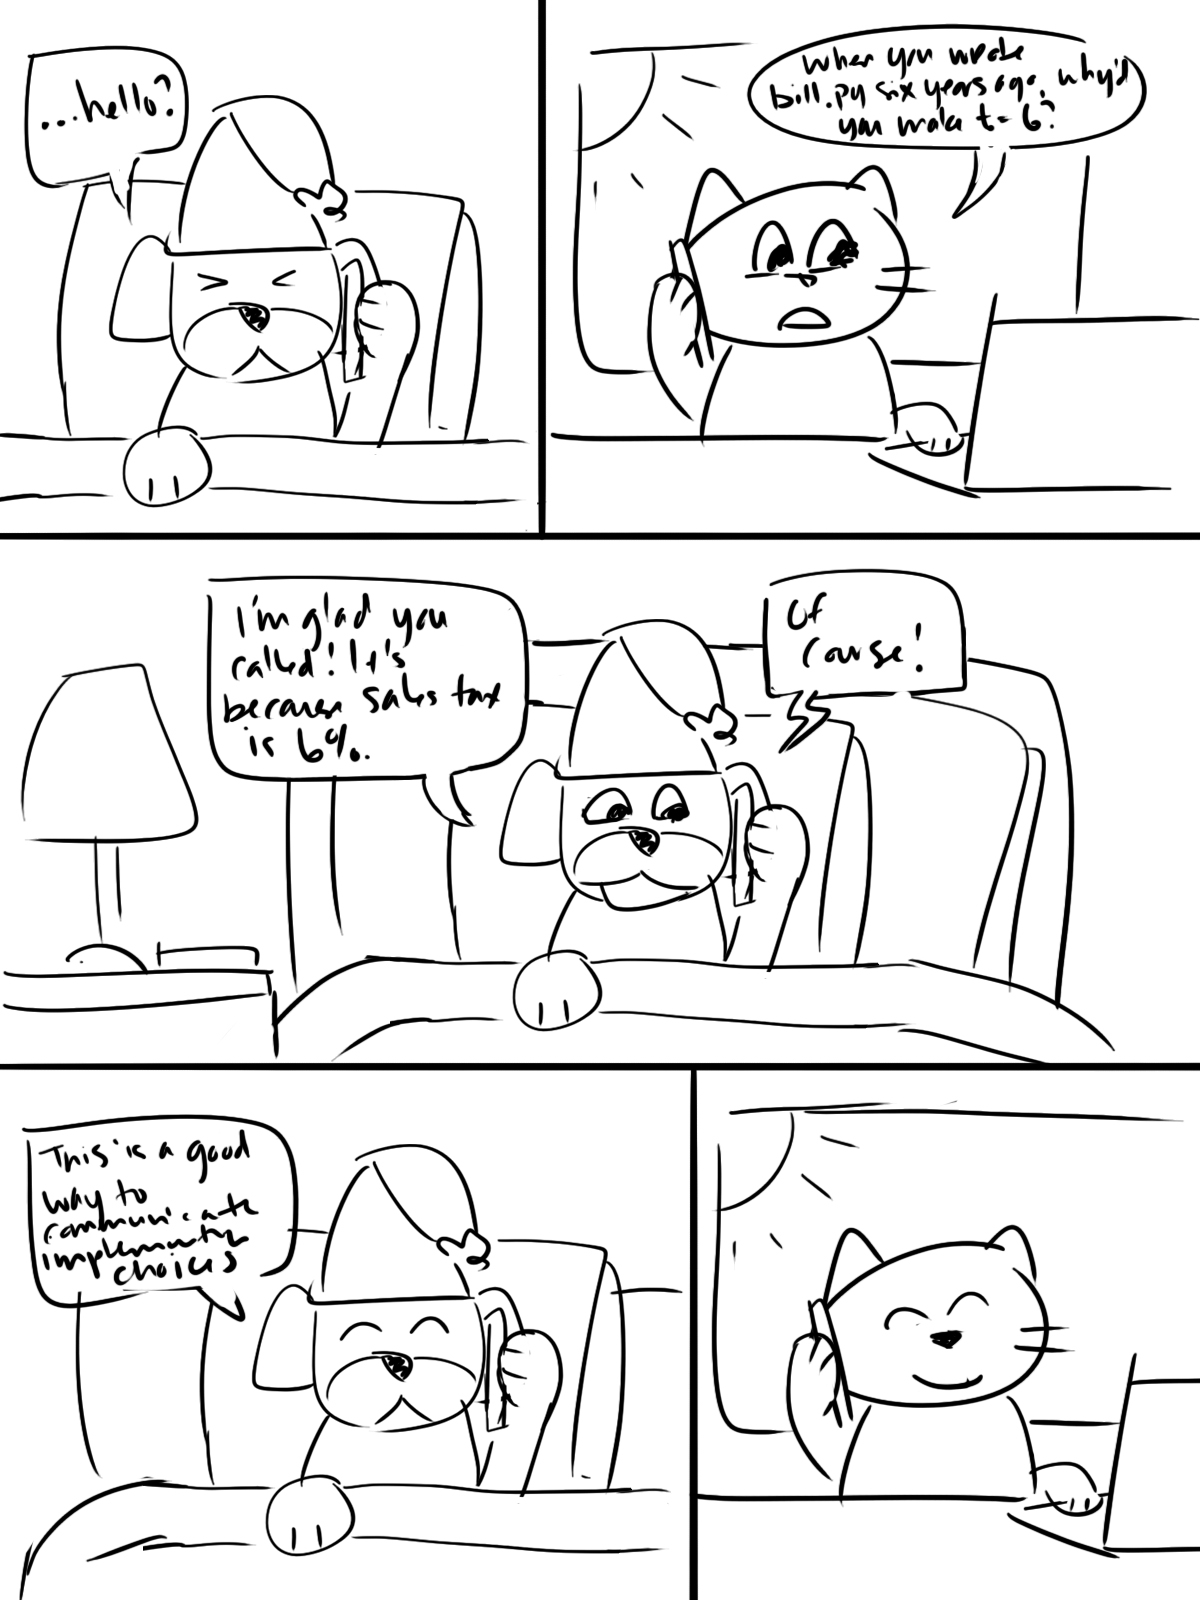 ...hello?
When you wrote
bill.py six years ago, why'd
you make t=6?
I'm glad you
called! It's
because sales tax
is 6%.
Of
course!
This is a good
way to
communicate
implementation
choices